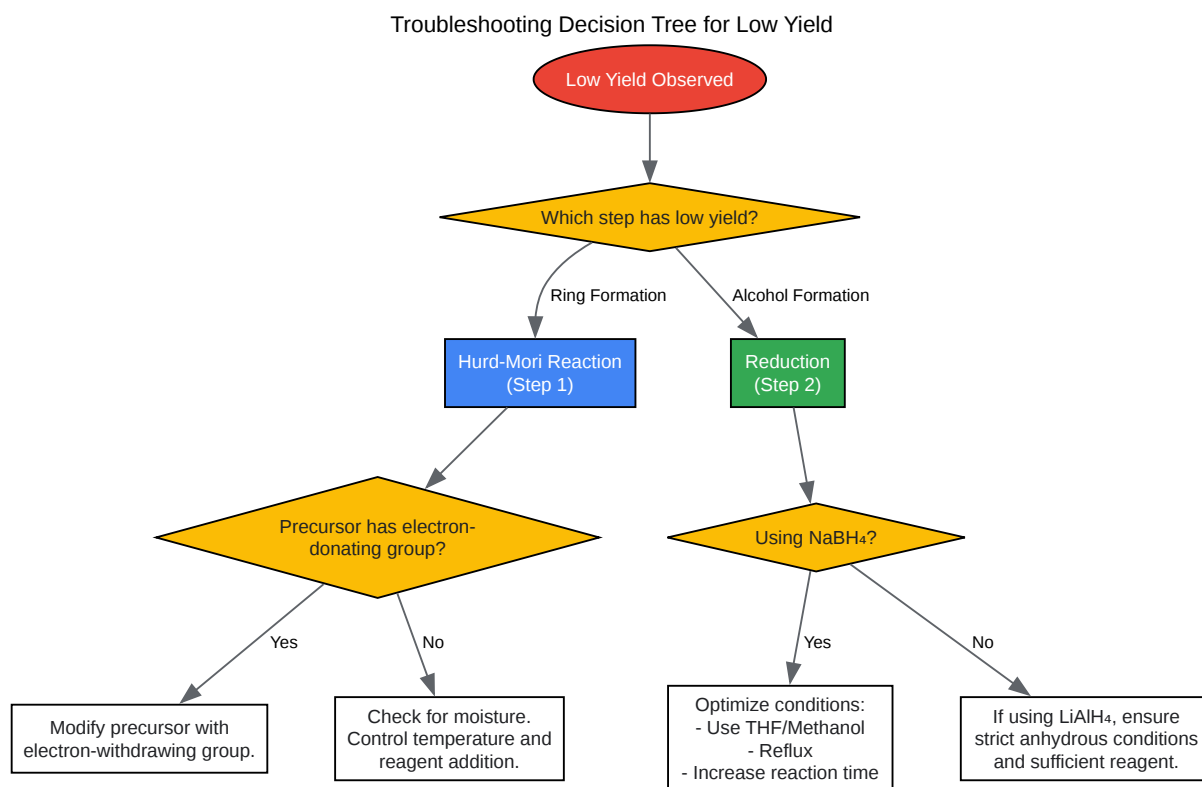 Troubleshooting Decision Tree for Low Yield
Low Yield Observed
Which step has low yield?
Ring Formation
Alcohol Formation
Hurd-Mori Reaction
(Step 1)
Reduction
(Step 2)
Precursor has electron-
donating group?
Using NaBH₄?
Yes
No
Yes
No
Modify precursor with
electron-withdrawing group.
Check for moisture.
Control temperature and
reagent addition.
Optimize conditions:
- Use THF/Methanol
- Reflux
- Increase reaction time
If using LiAlH₄, ensure
strict anhydrous conditions
and sufficient reagent.